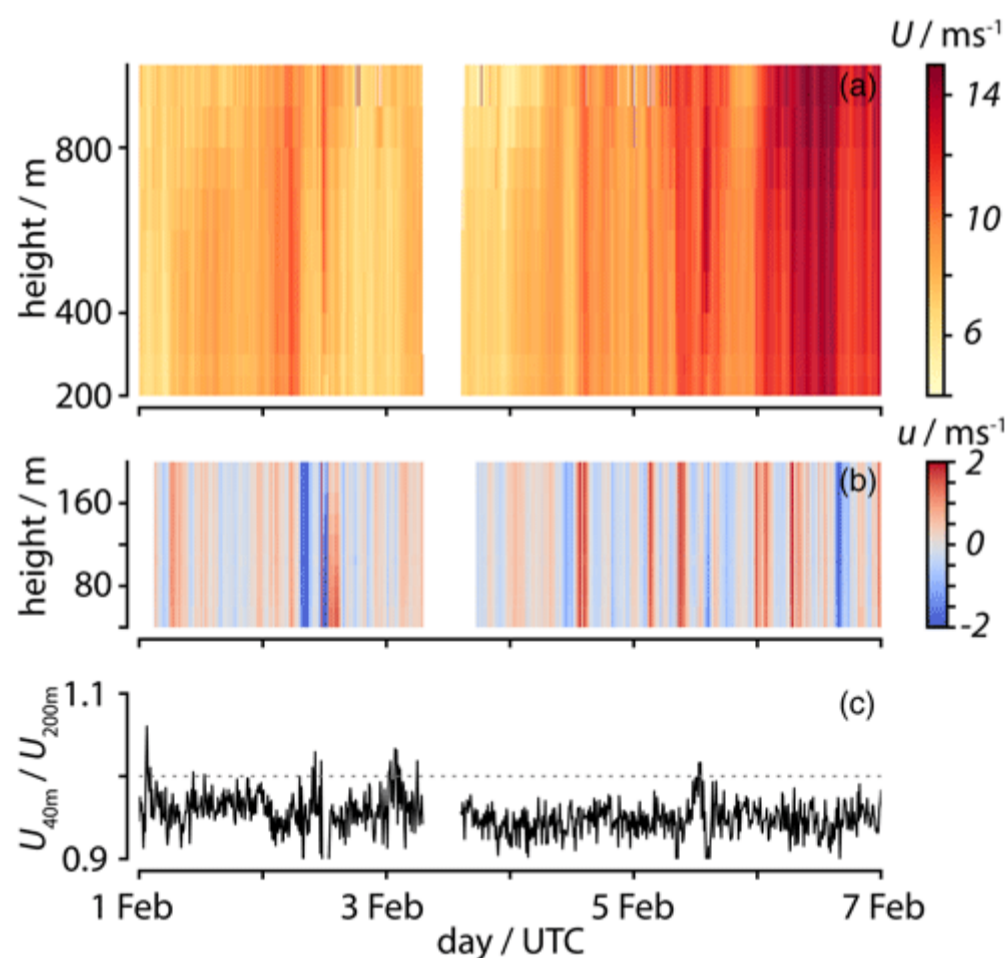 U / ms⁻¹
(a)
14
10
6
800
400
200
height / m
u / ms⁻¹
(b)
2
0
-2
160
80
height / m
(c)
1.1
0.9
U40m / U200m
1 Feb 3 Feb 5 Feb 7 Feb
day / UTC